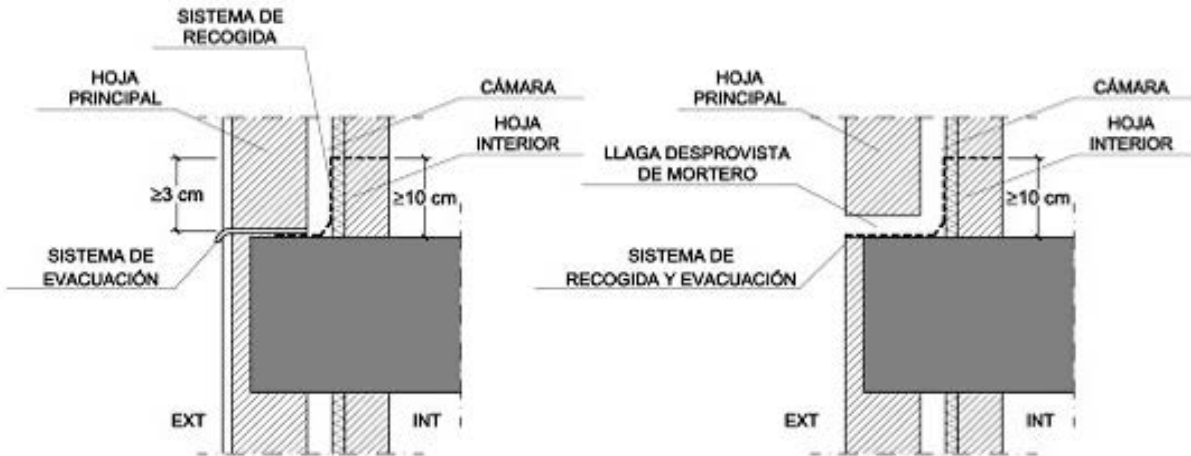 SISTEMA DE
RECOGIDA
HOJA
PRINCIPAL
CÁMARA
HOJA
INTERIOR
≥3 cm
≥10 cm
SISTEMA DE
EVACUACIÓN
EXT
INT
HOJA
PRINCIPAL
CÁMARA
HOJA
INTERIOR
LLAGA DESPROVISTA
DE MORTERO
≥10 cm
SISTEMA DE
RECOGIDA Y EVACUACIÓN
EXT
INT